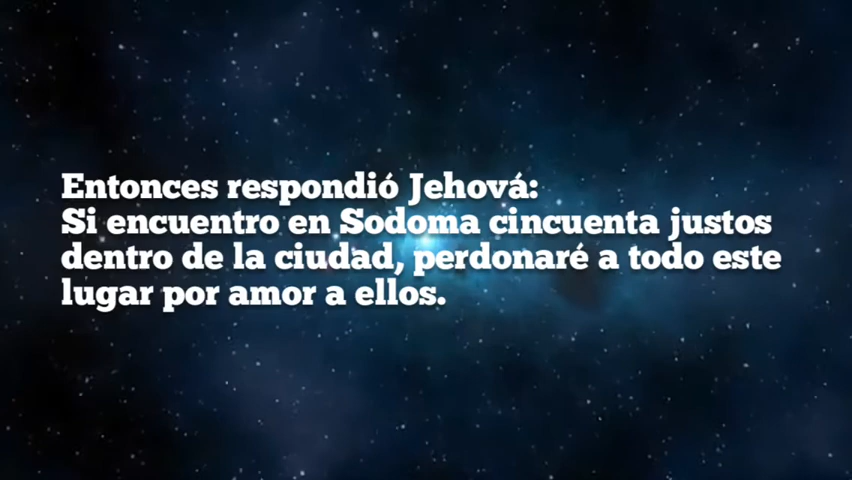 Entonces respondió Jehová:
Si encuentro en Sodoma cincuenta justos
dentro de la ciudad, perdonaré a todo este
lugar por amor a ellos.